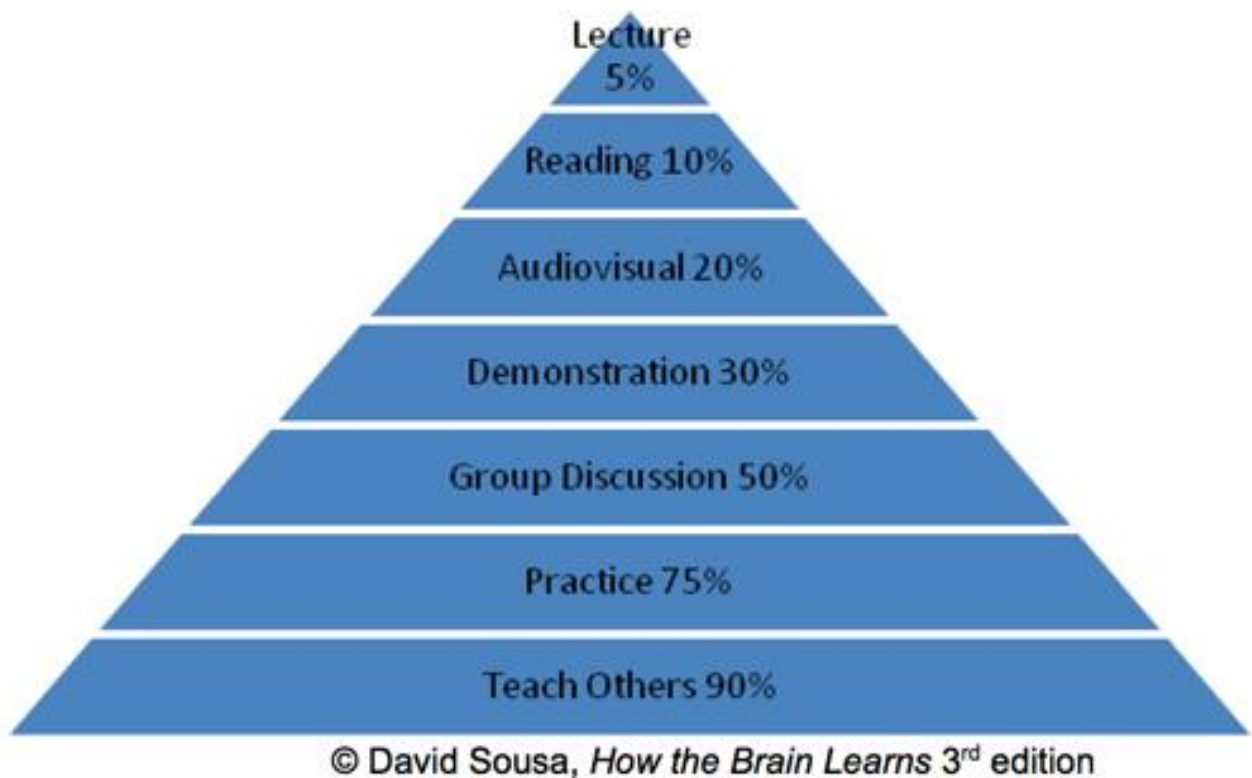 Lecture
5%
Reading 10%
Audiovisual 20%
Demonstration 30%
Group Discussion 50%
Practice 75%
Teach Others 90%
© David Sousa, How the Brain Learns 3rd edition